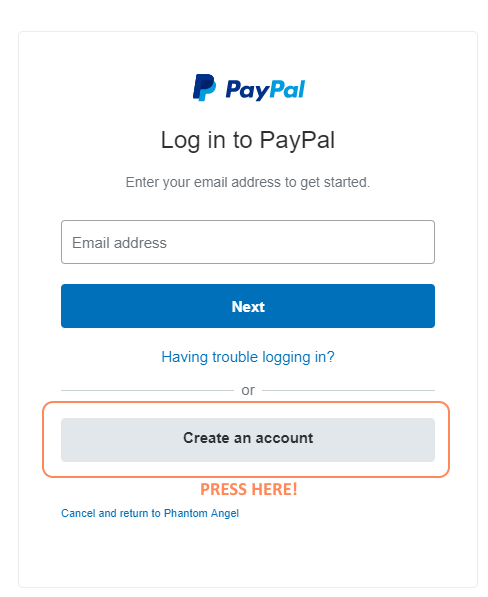 PayPal
Log in to PayPal
Enter your email address to get started.
Email address
Next
Having trouble logging in?
or
Create an account
PRESS HERE!
Cancel and return to Phantom Angel